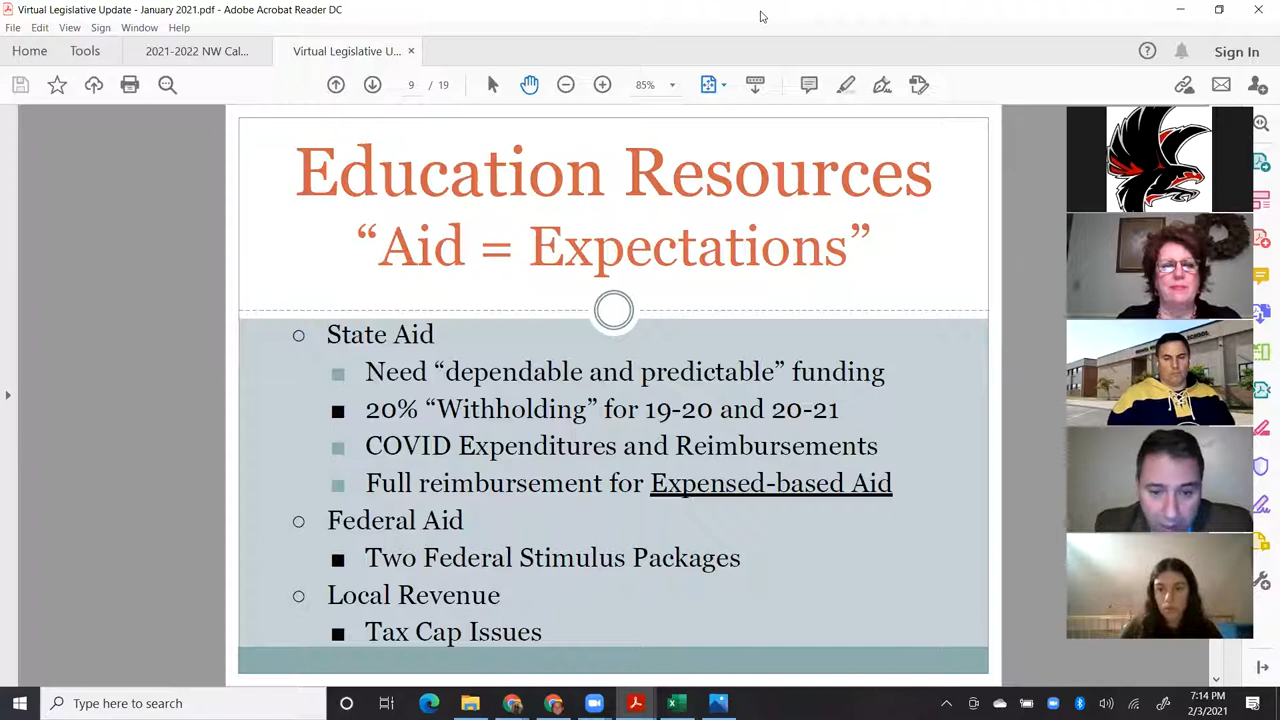 Virtual Legislative Update - January 2021.pdf - Adobe Acrobat Reader DC
File Edit View Sign Window Help
Home Tools 2021-2022 NW Cal... Virtual Legislative U... × Sign In
9 / 19 85%
Education Resources
“Aid = Expectations”
State Aid
Need “dependable and predictable” funding
20% “Withholding” for 19-20 and 20-21
COVID Expenditures and Reimbursements
Full reimbursement for Expensed-based Aid
Federal Aid
Two Federal Stimulus Packages
Local Revenue
Tax Cap Issues
Type here to search
7:14 PM
2/3/2021